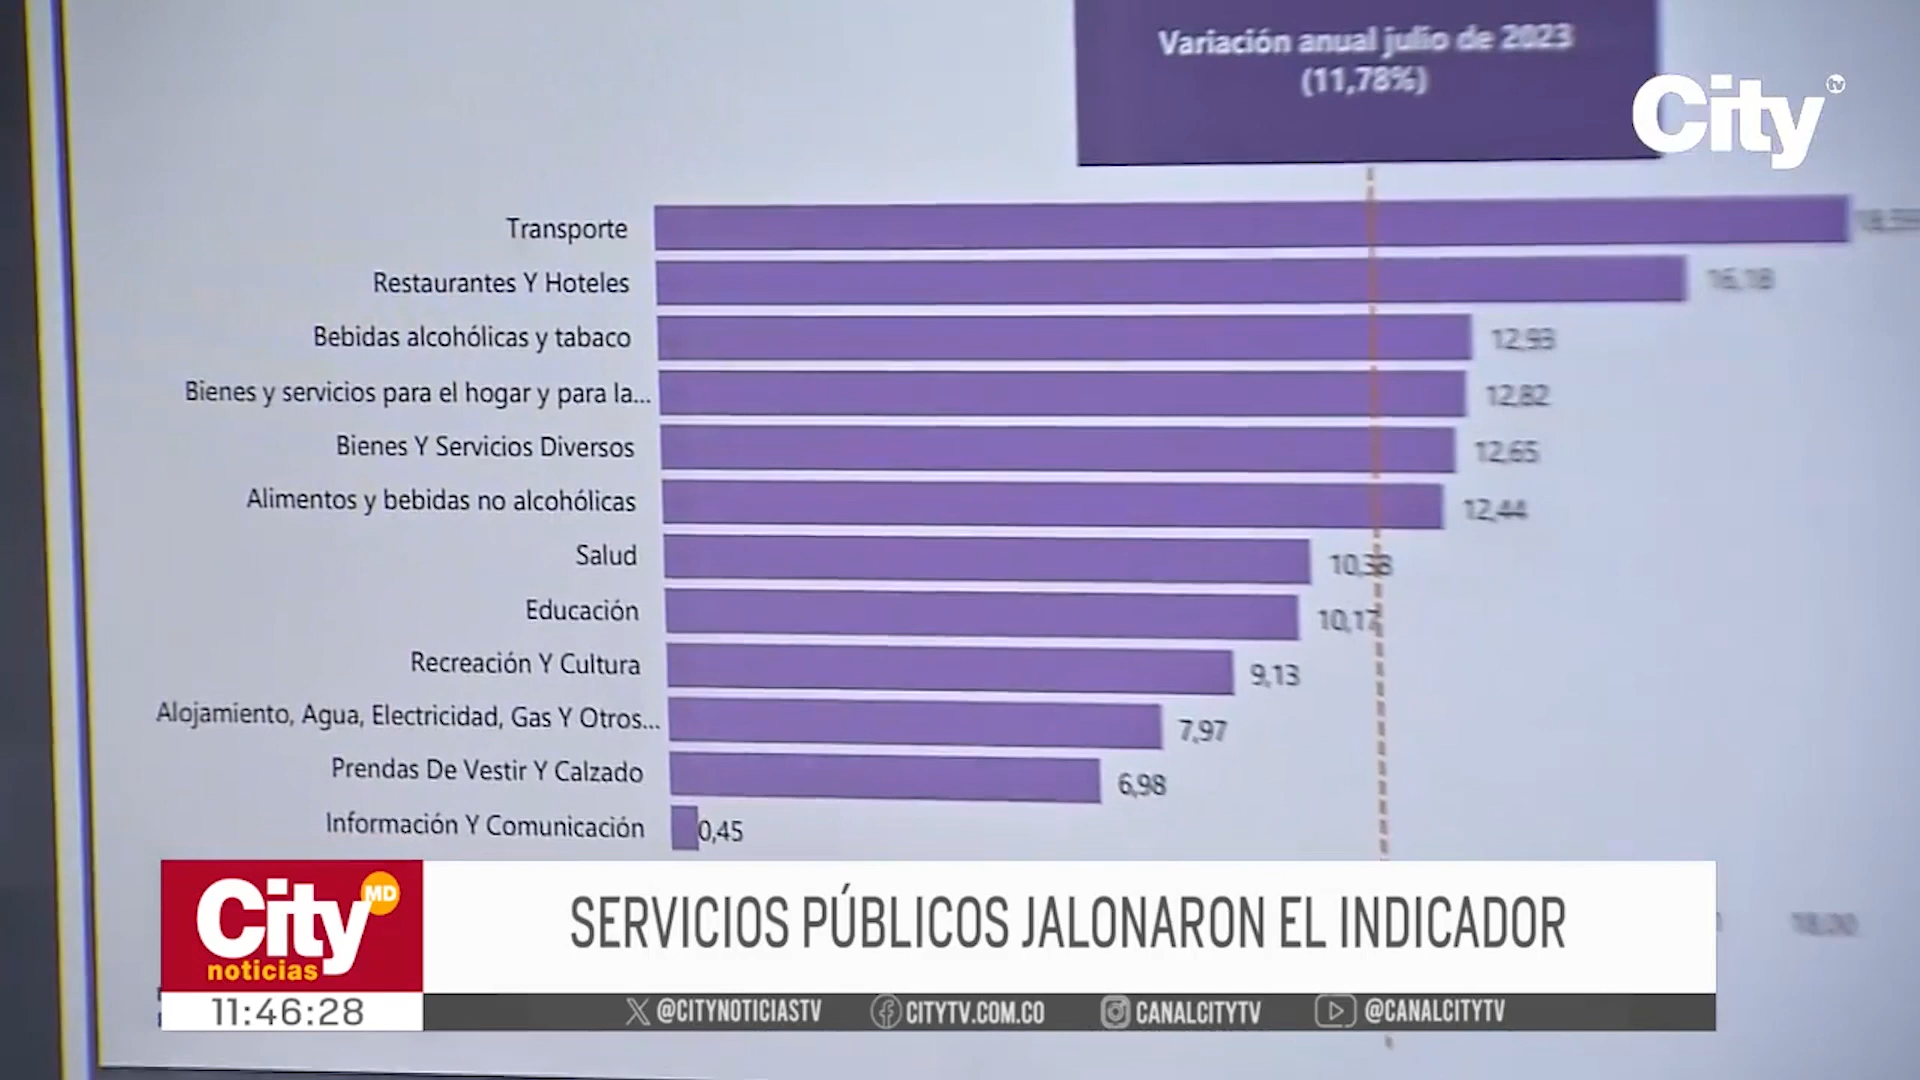 Variación anual julio de 2023
(11,78%)
City tv
Transporte
Restaurantes Y Hoteles 16,18
Bebidas alcohólicas y tabaco 12,93
Bienes y servicios para el hogar y para la... 12,82
Bienes Y Servicios Diversos 12,65
Alimentos y bebidas no alcohólicas 12,44
Salud 10,33
Educación 10,17
Recreación Y Cultura 9,13
Alojamiento, Agua, Electricidad, Gas Y Otros... 7,97
Prendas De Vestir Y Calzado 6,98
Información Y Comunicación 0,45
18,00
City MD
noticias
SERVICIOS PÚBLICOS JALONARON EL INDICADOR
11:46:28
@CITYNOTICIASTV CITYTV.COM.CO CANALCITYTV @CANALCITYTV